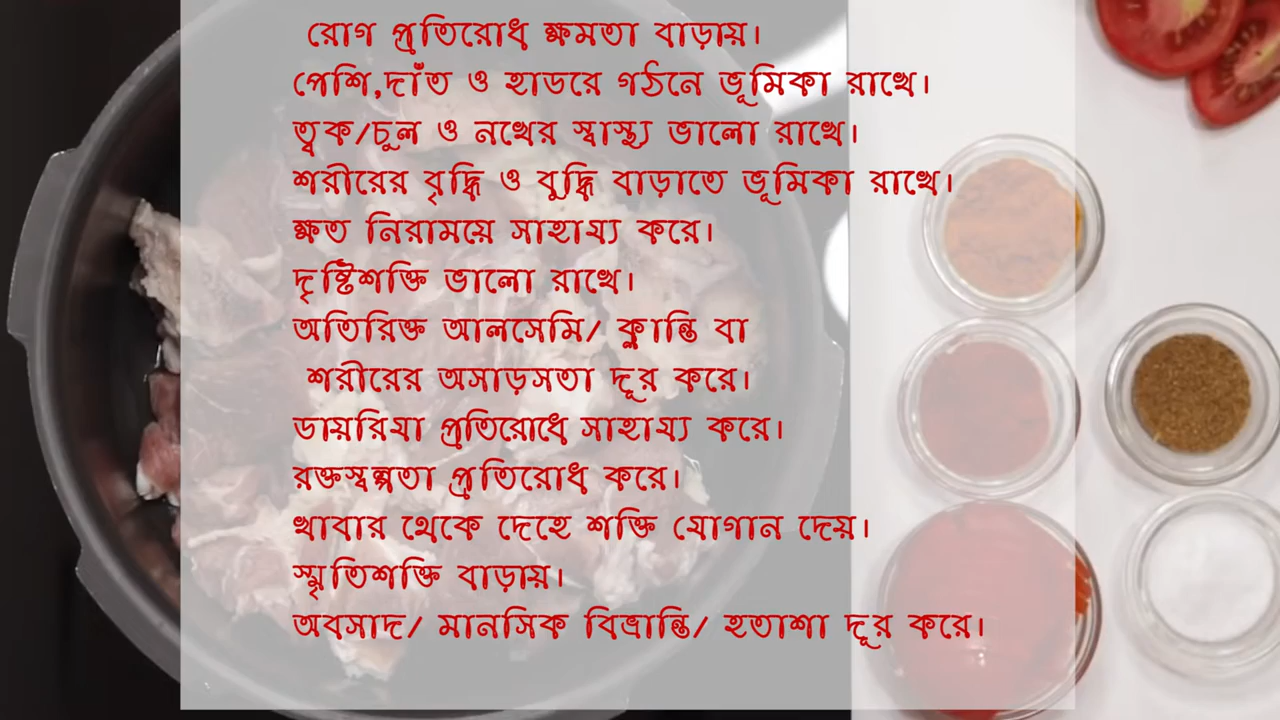 রোগ প্রতিরোধ ক্ষমতা বাড়ায়।
পেশি,দাঁত ও হাডরে গঠনে ভূমিকা রাখে।
ত্বক/চুল ও নখের স্বাস্থ্য ভালো রাখে।
শরীরের বৃদ্ধি ও বুদ্ধি বাড়াতে ভূমিকা রাখে।
ক্ষত নিরাময়ে সাহায্য করে।
দৃষ্টিশক্তি ভালো রাখে।
অতিরিক্ত আলসেমি/ ক্লান্তি বা
শরীরের অসাড়সতা দূর করে।
ডায়রিযা প্রতিরোধে সাহায্য করে।
রক্তস্বল্পতা প্রতিরোধ করে।
খাবার থেকে দেহে শক্তি যোগান দেয়।
স্মৃতিশক্তি বাড়ায়।
অবসাদ/ মানসিক বিভ্রান্তি/ হতাশা দূর করে।